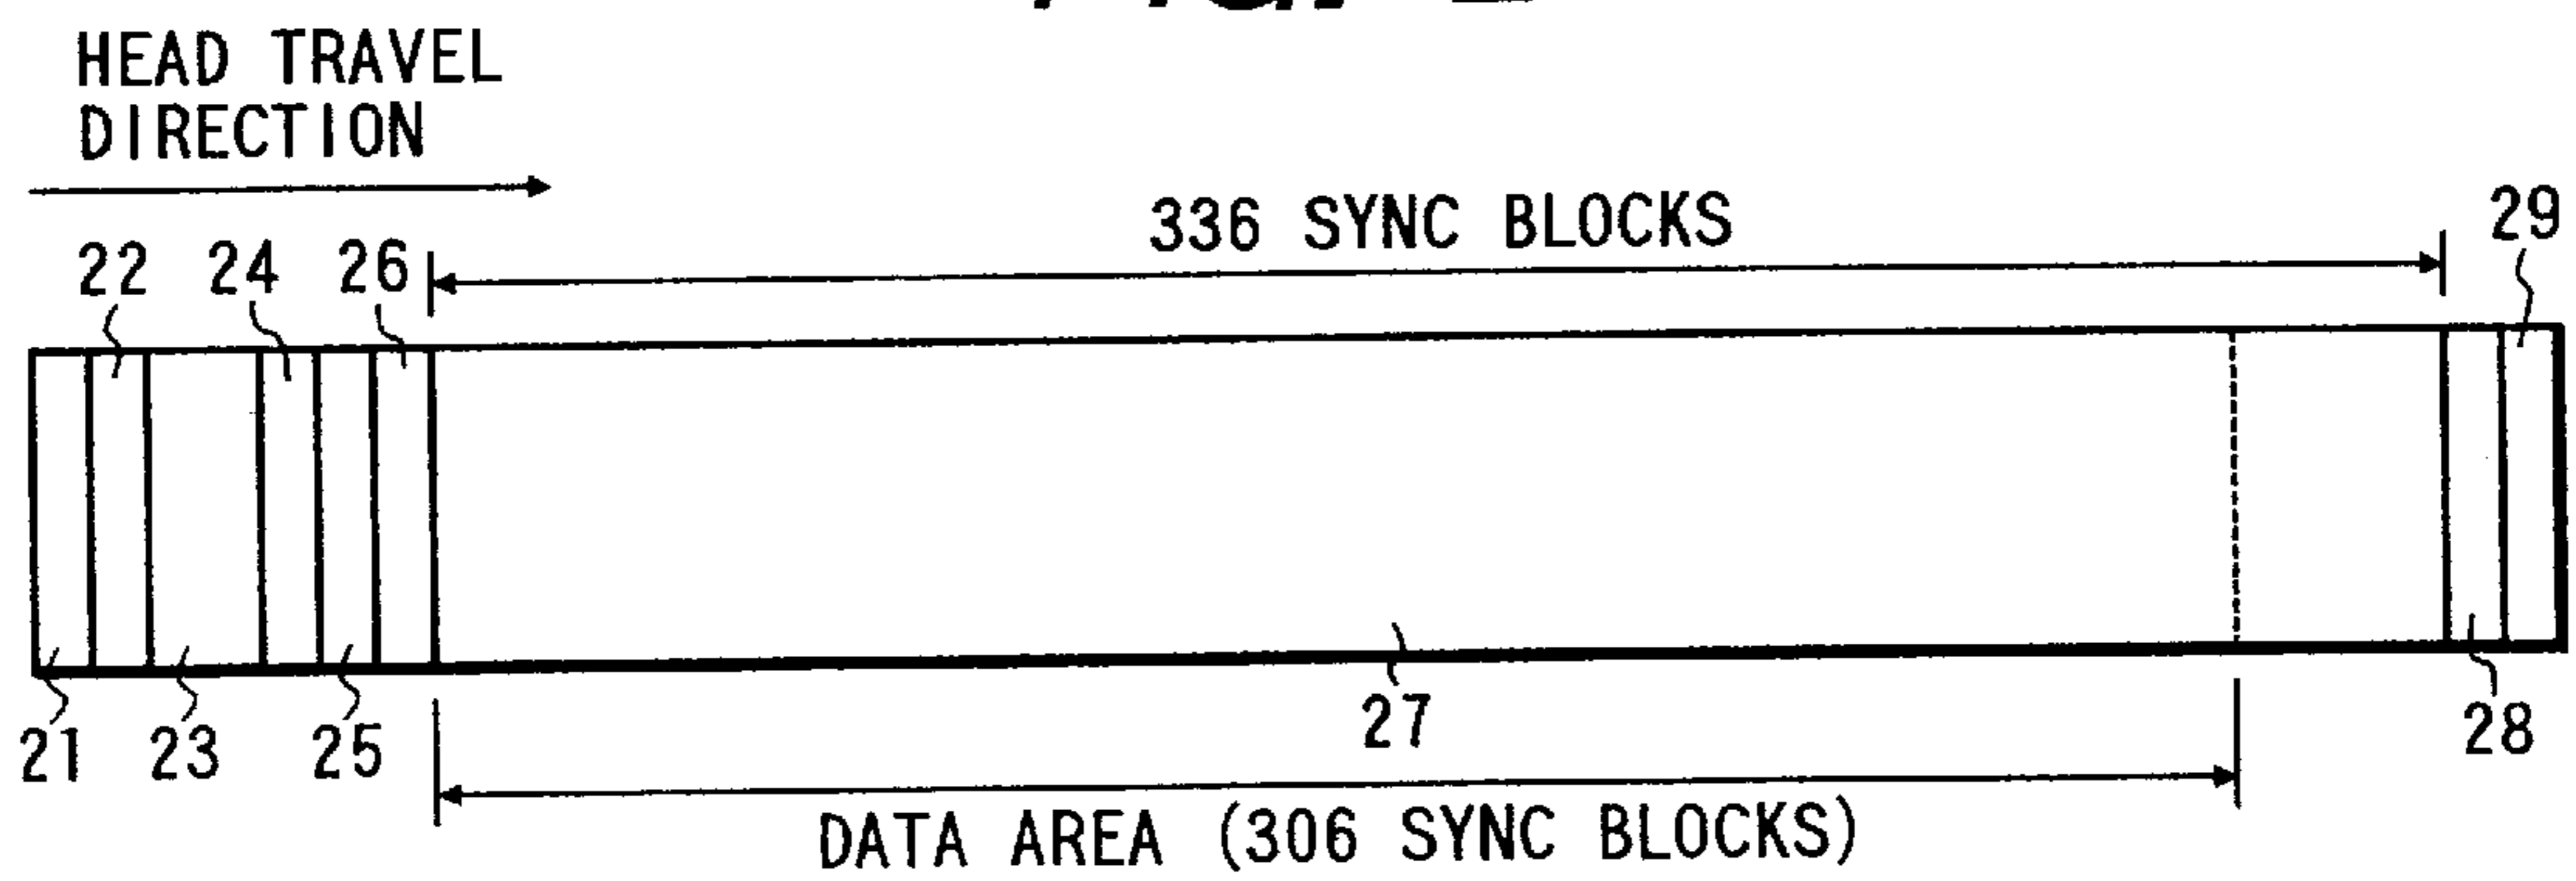 HEAD TRAVEL
DIRECTION
336 SYNC BLOCKS
29
22 24 26
21 23 25 27 28
DATA AREA (306 SYNC BLOCKS)